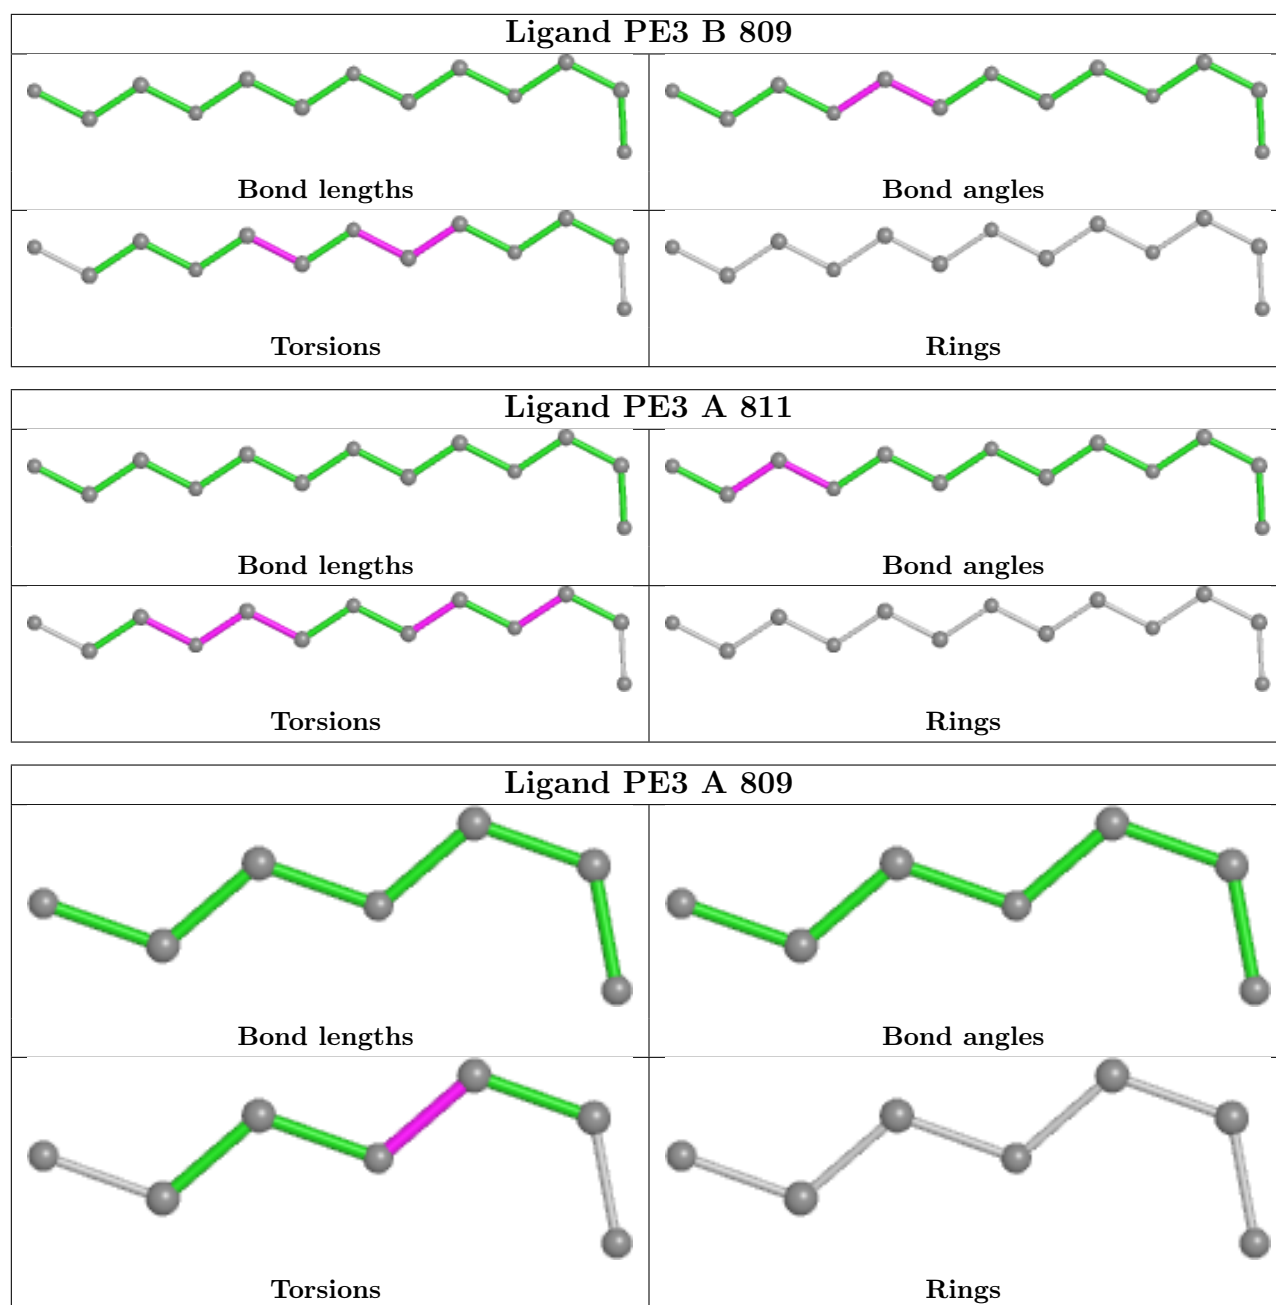 Ligand PE3 B 809
Bond lengths
Bond angles
Torsions
Rings
Ligand PE3 A 811
Bond lengths
Bond angles
Torsions
Rings
Ligand PE3 A 809
Bond lengths
Bond angles
Torsions
Rings